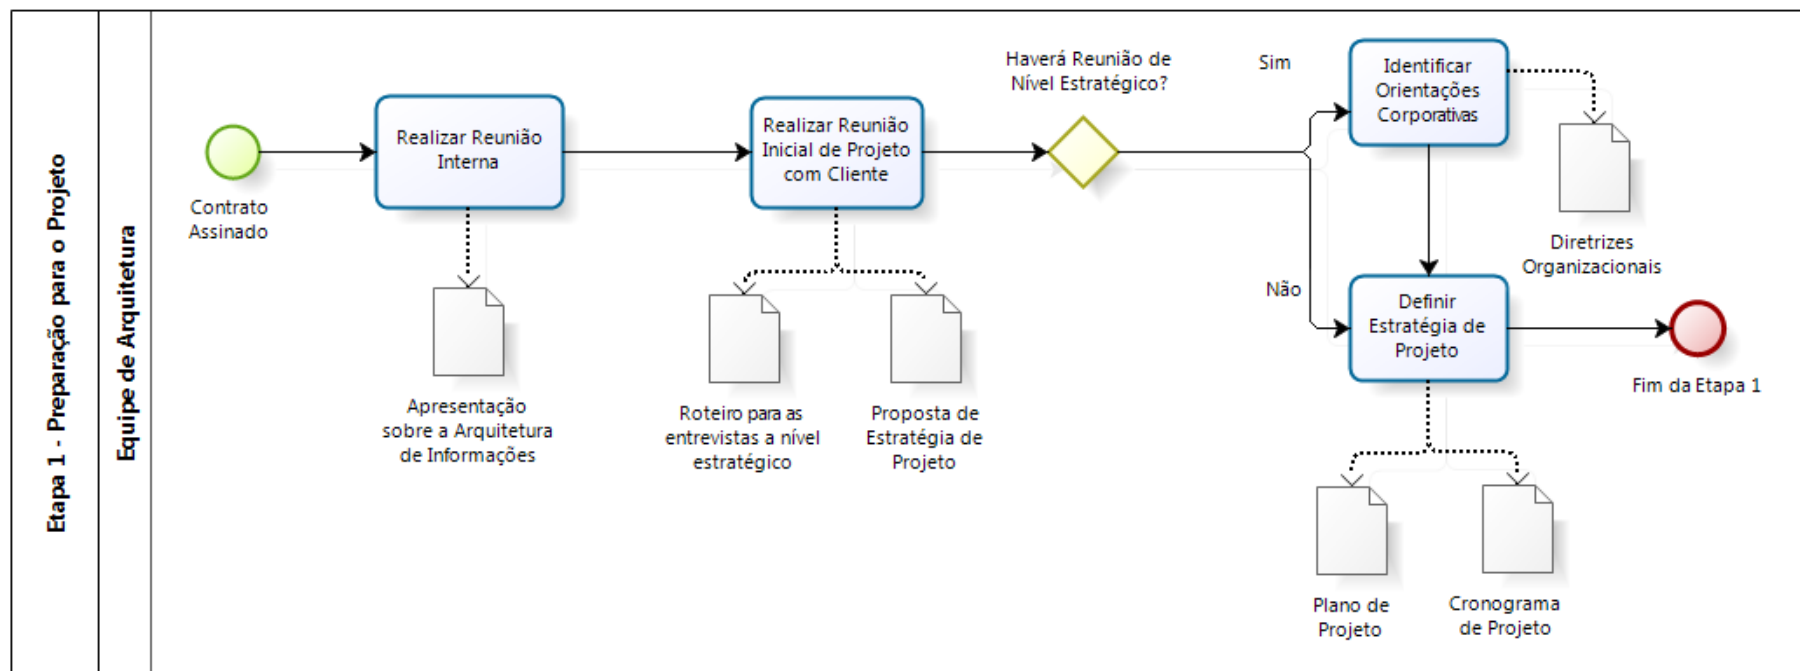 Etapa 1 - Preparação para o Projeto
Equipe de Arquitetura
Contrato
Assinado
Realizar Reunião
Interna
Apresentação
sobre a Arquitetura
de Informações
Realizar Reunião
Inicial de Projeto
com Cliente
Roteiro para as
entrevistas a nível
estratégico
Proposta de
Estratégia de
Projeto
Haverá Reunião de
Nível Estratégico?
Sim
Identificar
Orientações
Corporativas
Diretrizes
Organizacionais
Não
Definir
Estratégia de
Projeto
Fim da Etapa 1
Plano de
Projeto
Cronograma
de Projeto